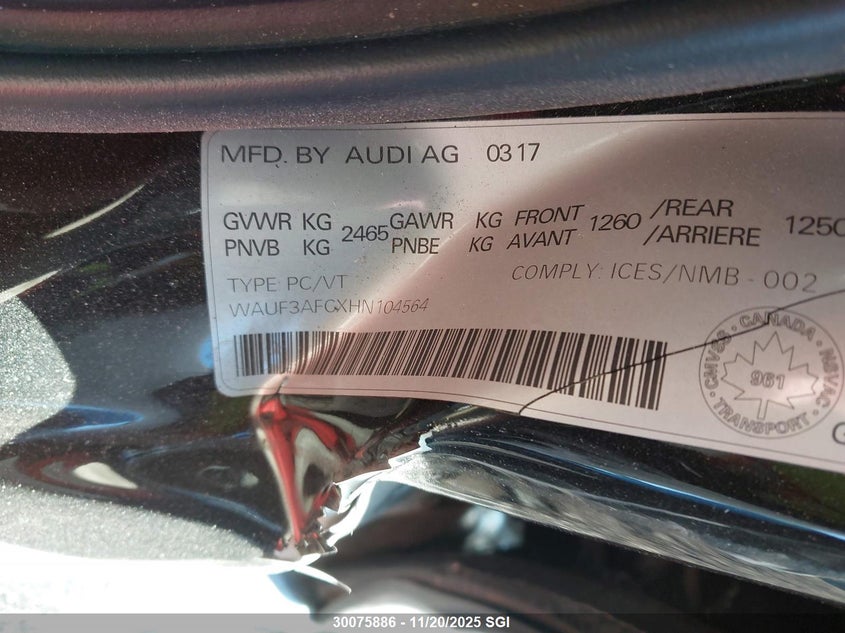 MFD. BY AUDI AG 0317
GVWR KG 2465 GAWR KG FRONT 1260 /REAR 1250
PNVB KG PNBE KG AVANT /ARRIERE
TYPE PC/VT COMPLY: ICES/NMB - 002
WAUF3AFCXHN104564
CMVSS · CANADA · NSVAC · TRANSPORT
961
30075886 - 11/20/2025 SGI